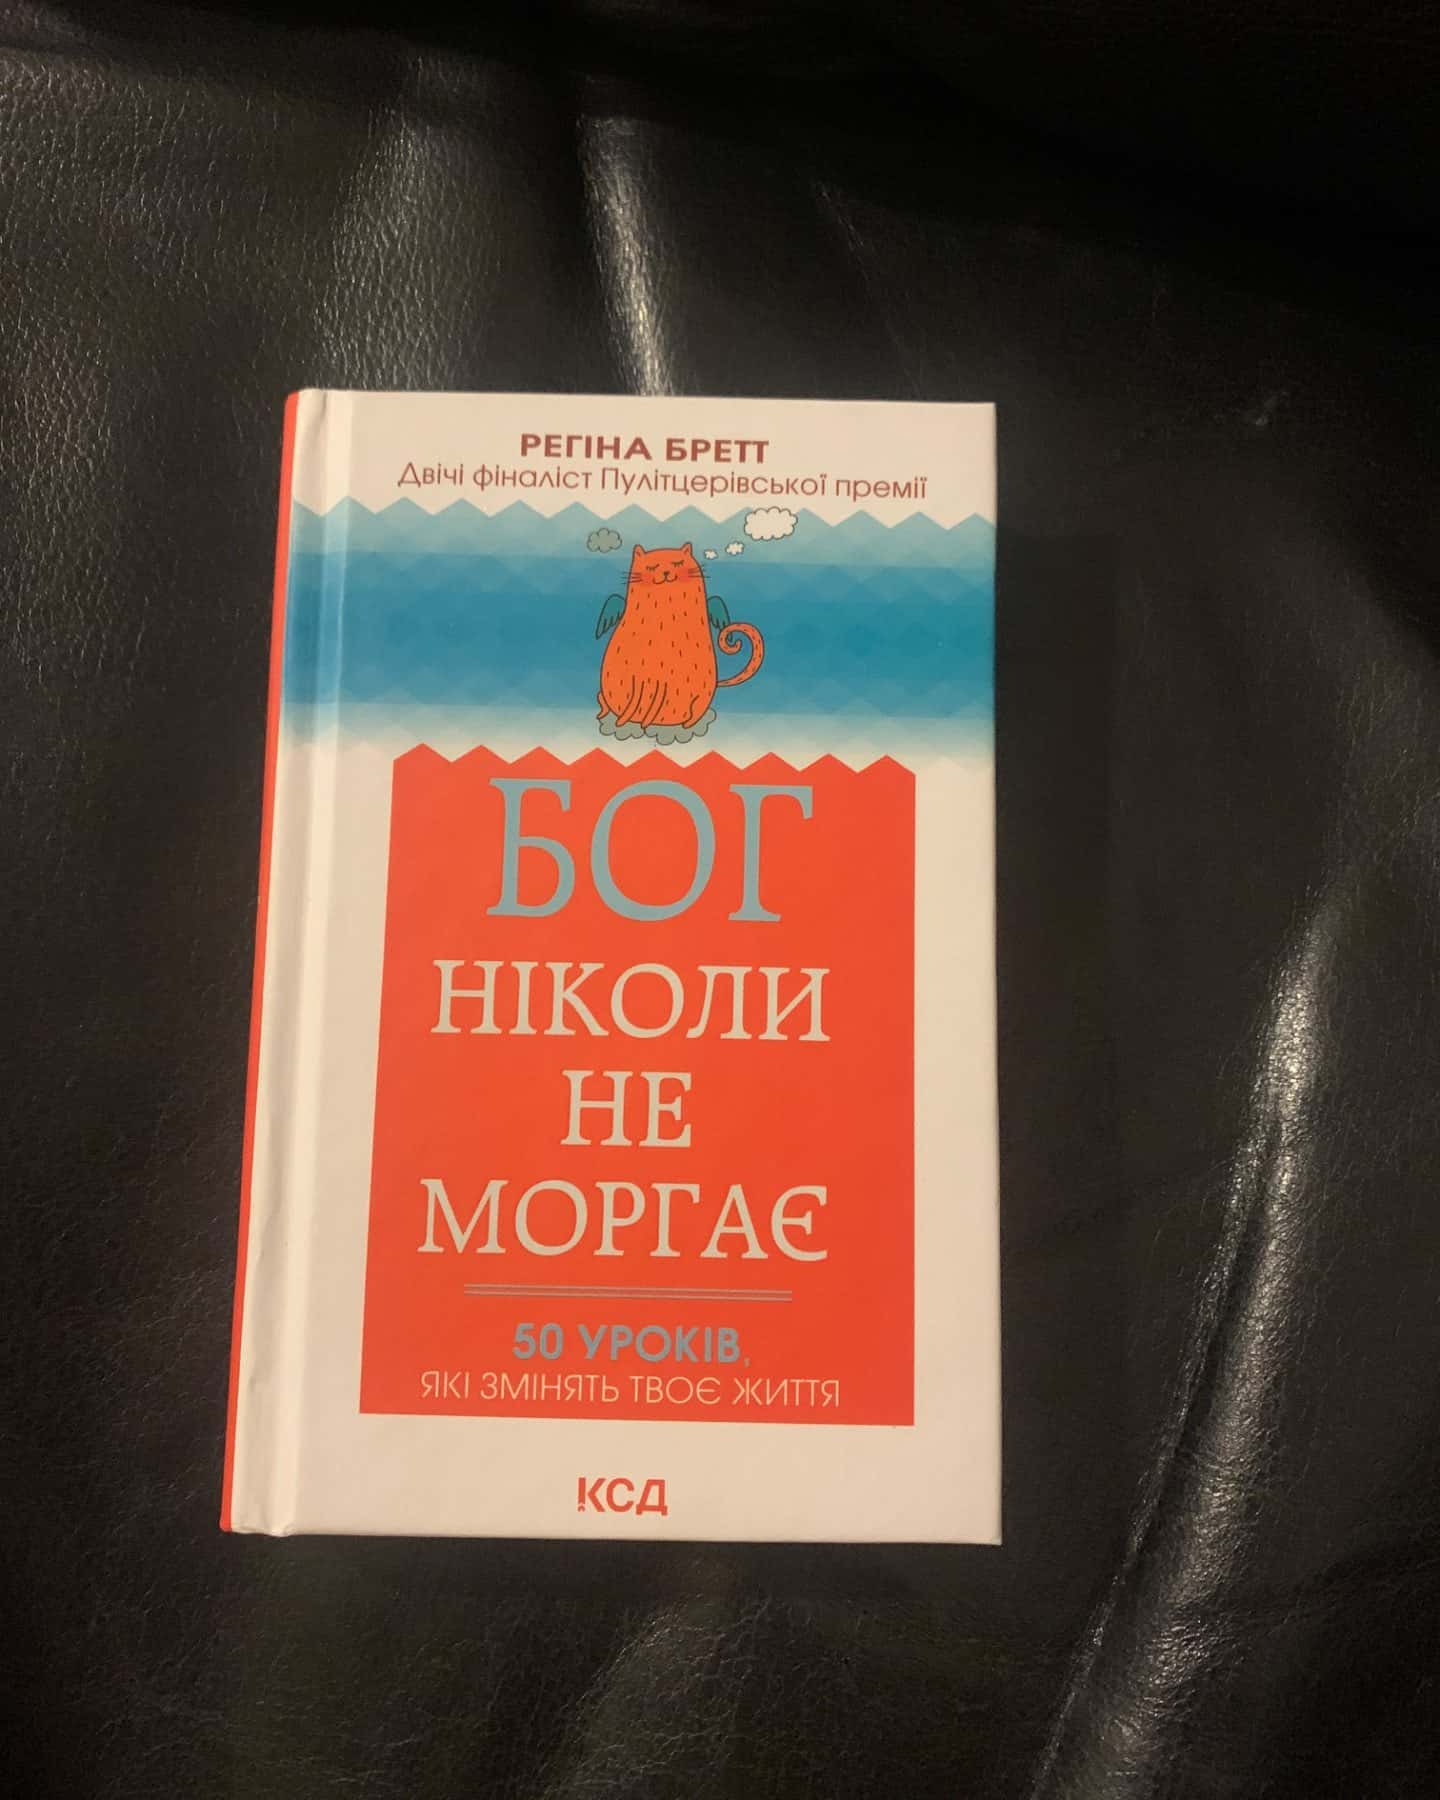 РЕГІНА БРЕТТ
Двічі фіналіст Пулітцерівської премії
БОГ
НІКОЛИ
НЕ
МОРГАЄ
50 УРОКІВ,
ЯКІ ЗМІНЯТЬ ТВОЄ ЖИТТЯ
КСД